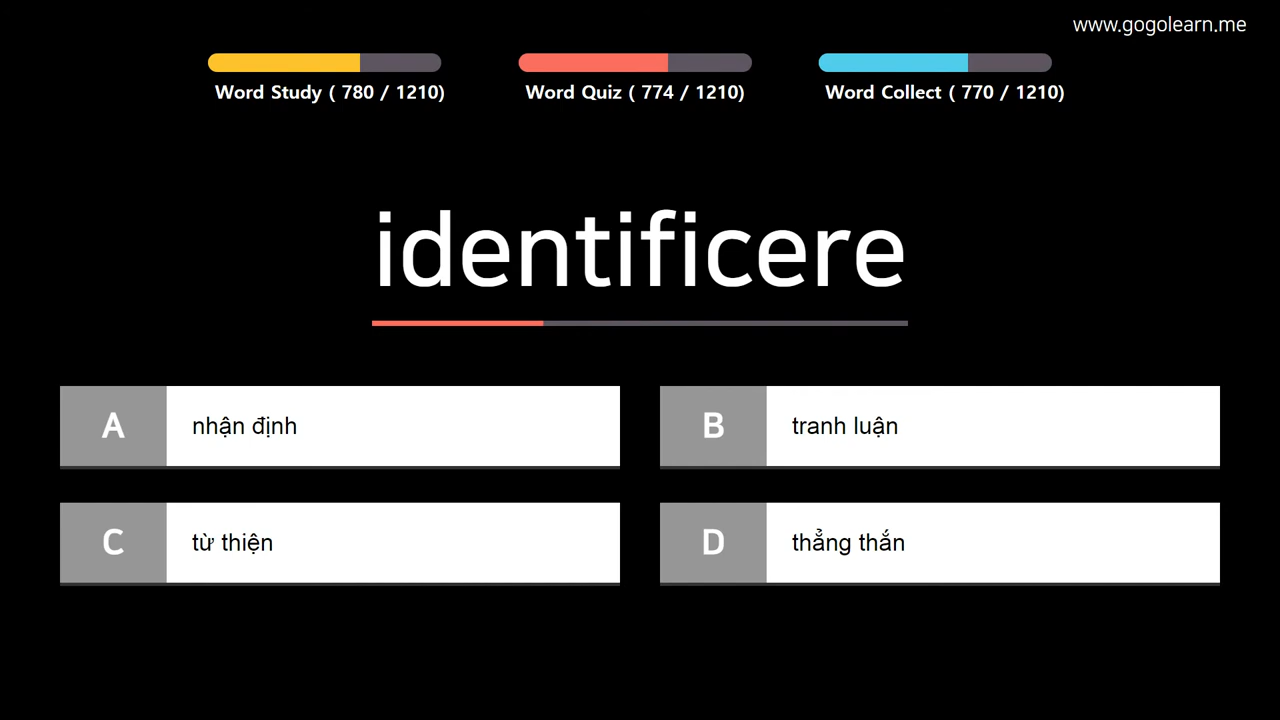 www.gogolearn.me
Word Study ( 780 / 1210)
Word Quiz ( 774 / 1210)
Word Collect ( 770 / 1210)
identificere
A nhận định
B tranh luận
C từ thiện
D thẳng thắn